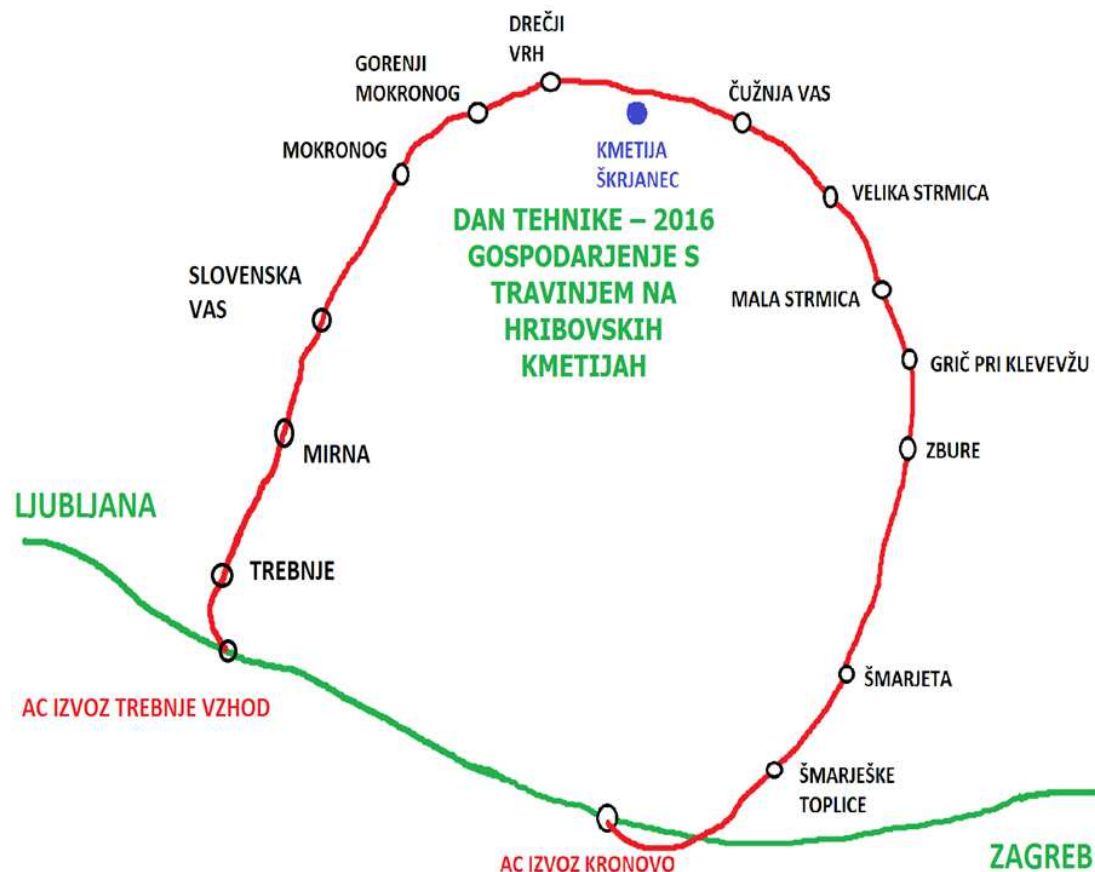 DREČJI
VRH
GORENJI
MOKRONOG
ČUŽNJA VAS
MOKRONOG
KMETIJA
ŠKRJANEC
VELIKA STRMICA
DAN TEHNIKE – 2016
GOSPODARJENJE S
TRAVINJEM NA
HRIBOVSKIH
KMETIJAH
SLOVENSKA
VAS
MALA STRMICA
GRIČ PRI KLEVEVŽU
MIRNA
ZBURE
LJUBLJANA
TREBNJE
ŠMARJETA
AC IZVOZ TREBNJE VZHOD
ŠMARJEŠKE
TOPLICE
AC IZVOZ KRONOVO
ZAGREB